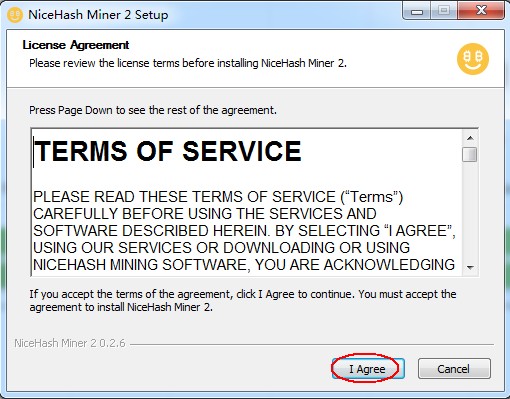 NiceHash Miner 2 Setup
License Agreement
Please review the license terms before installing NiceHash Miner 2.
Press Page Down to see the rest of the agreement.
TERMS OF SERVICE
PLEASE READ THESE TERMS OF SERVICE (“Terms”)
CAREFULLY BEFORE USING THE SERVICES AND
SOFTWARE DESCRIBED HEREIN. BY SELECTING “I AGREE”,
USING OUR SERVICES OR DOWNLOADING OR USING
NICEHASH MINING SOFTWARE, YOU ARE ACKNOWLEDGING
If you accept the terms of the agreement, click I Agree to continue. You must accept the
agreement to install NiceHash Miner 2.
NiceHash Miner 2 0.2.6
I Agree
Cancel